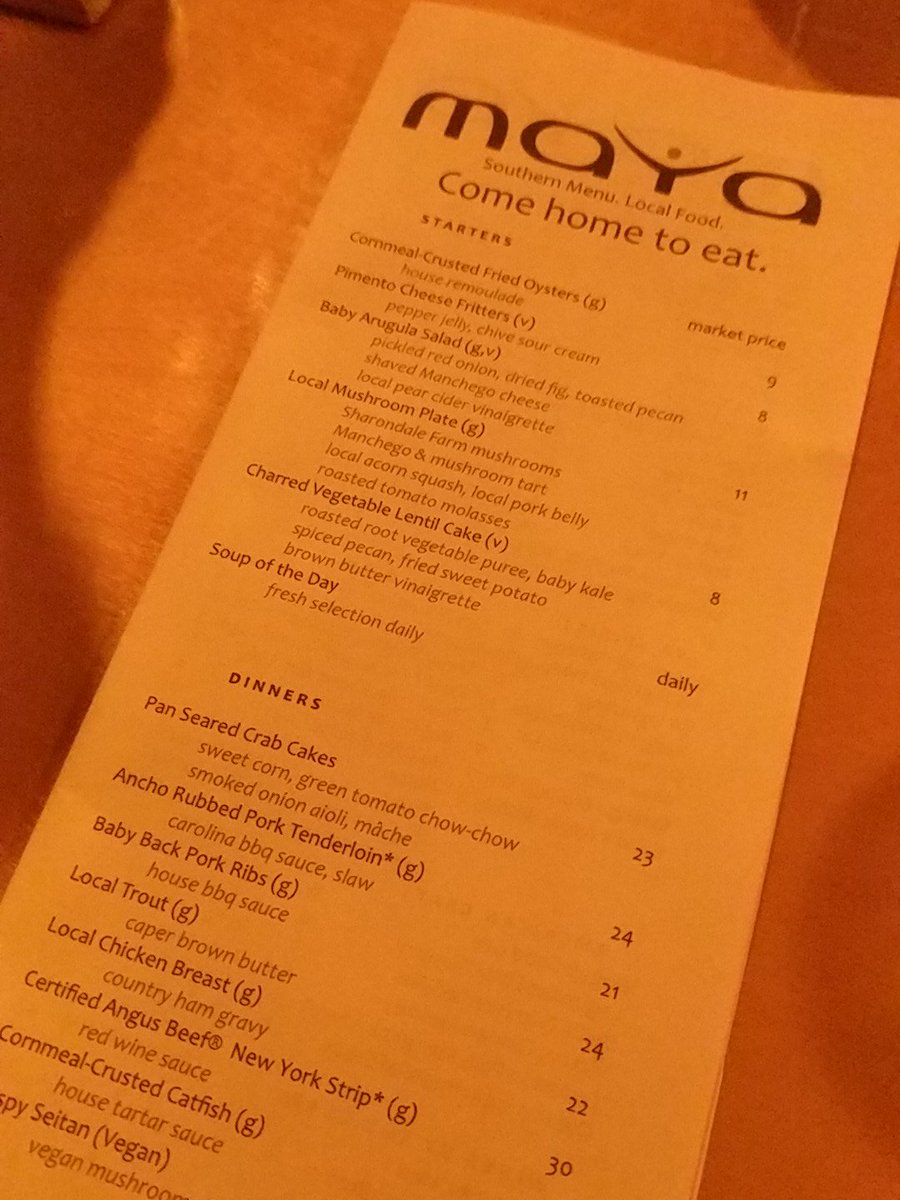 maya
Southern Menu. Local Food.
Come home to eat.
STARTERS
Cornmeal-Crusted Fried Oysters (g) market price
house remoulade
Pimento Cheese Fritters (v) 9
pepper jelly, chive sour cream
Baby Arugula Salad (g,v) 8
pickled red onion, dried fig, toasted pecan
shaved Manchego cheese
local pear cider vinaigrette
Local Mushroom Plate (g) 11
Sharondale Farm mushrooms
Manchego & mushroom tart
local acorn squash, local pork belly
roasted tomato molasses
Charred Vegetable Lentil Cake (v) 8
roasted root vegetable puree, baby kale
spiced pecan, fried sweet potato
brown butter vinaigrette
Soup of the Day daily
fresh selection daily
DINNERS
Pan Seared Crab Cakes 23
sweet corn, green tomato chow-chow
smoked onion aioli, mâche
Ancho Rubbed Pork Tenderloin* (g) 24
carolina bbq sauce, slaw
Baby Back Pork Ribs (g) 21
house bbq sauce
Local Trout (g) 24
caper brown butter
Local Chicken Breast (g) 22
country ham gravy
Certified Angus Beef® New York Strip* (g) 30
red wine sauce
Cornmeal-Crusted Catfish (g)
house tartar sauce
spy Seitan (Vegan)
vegan mushroom